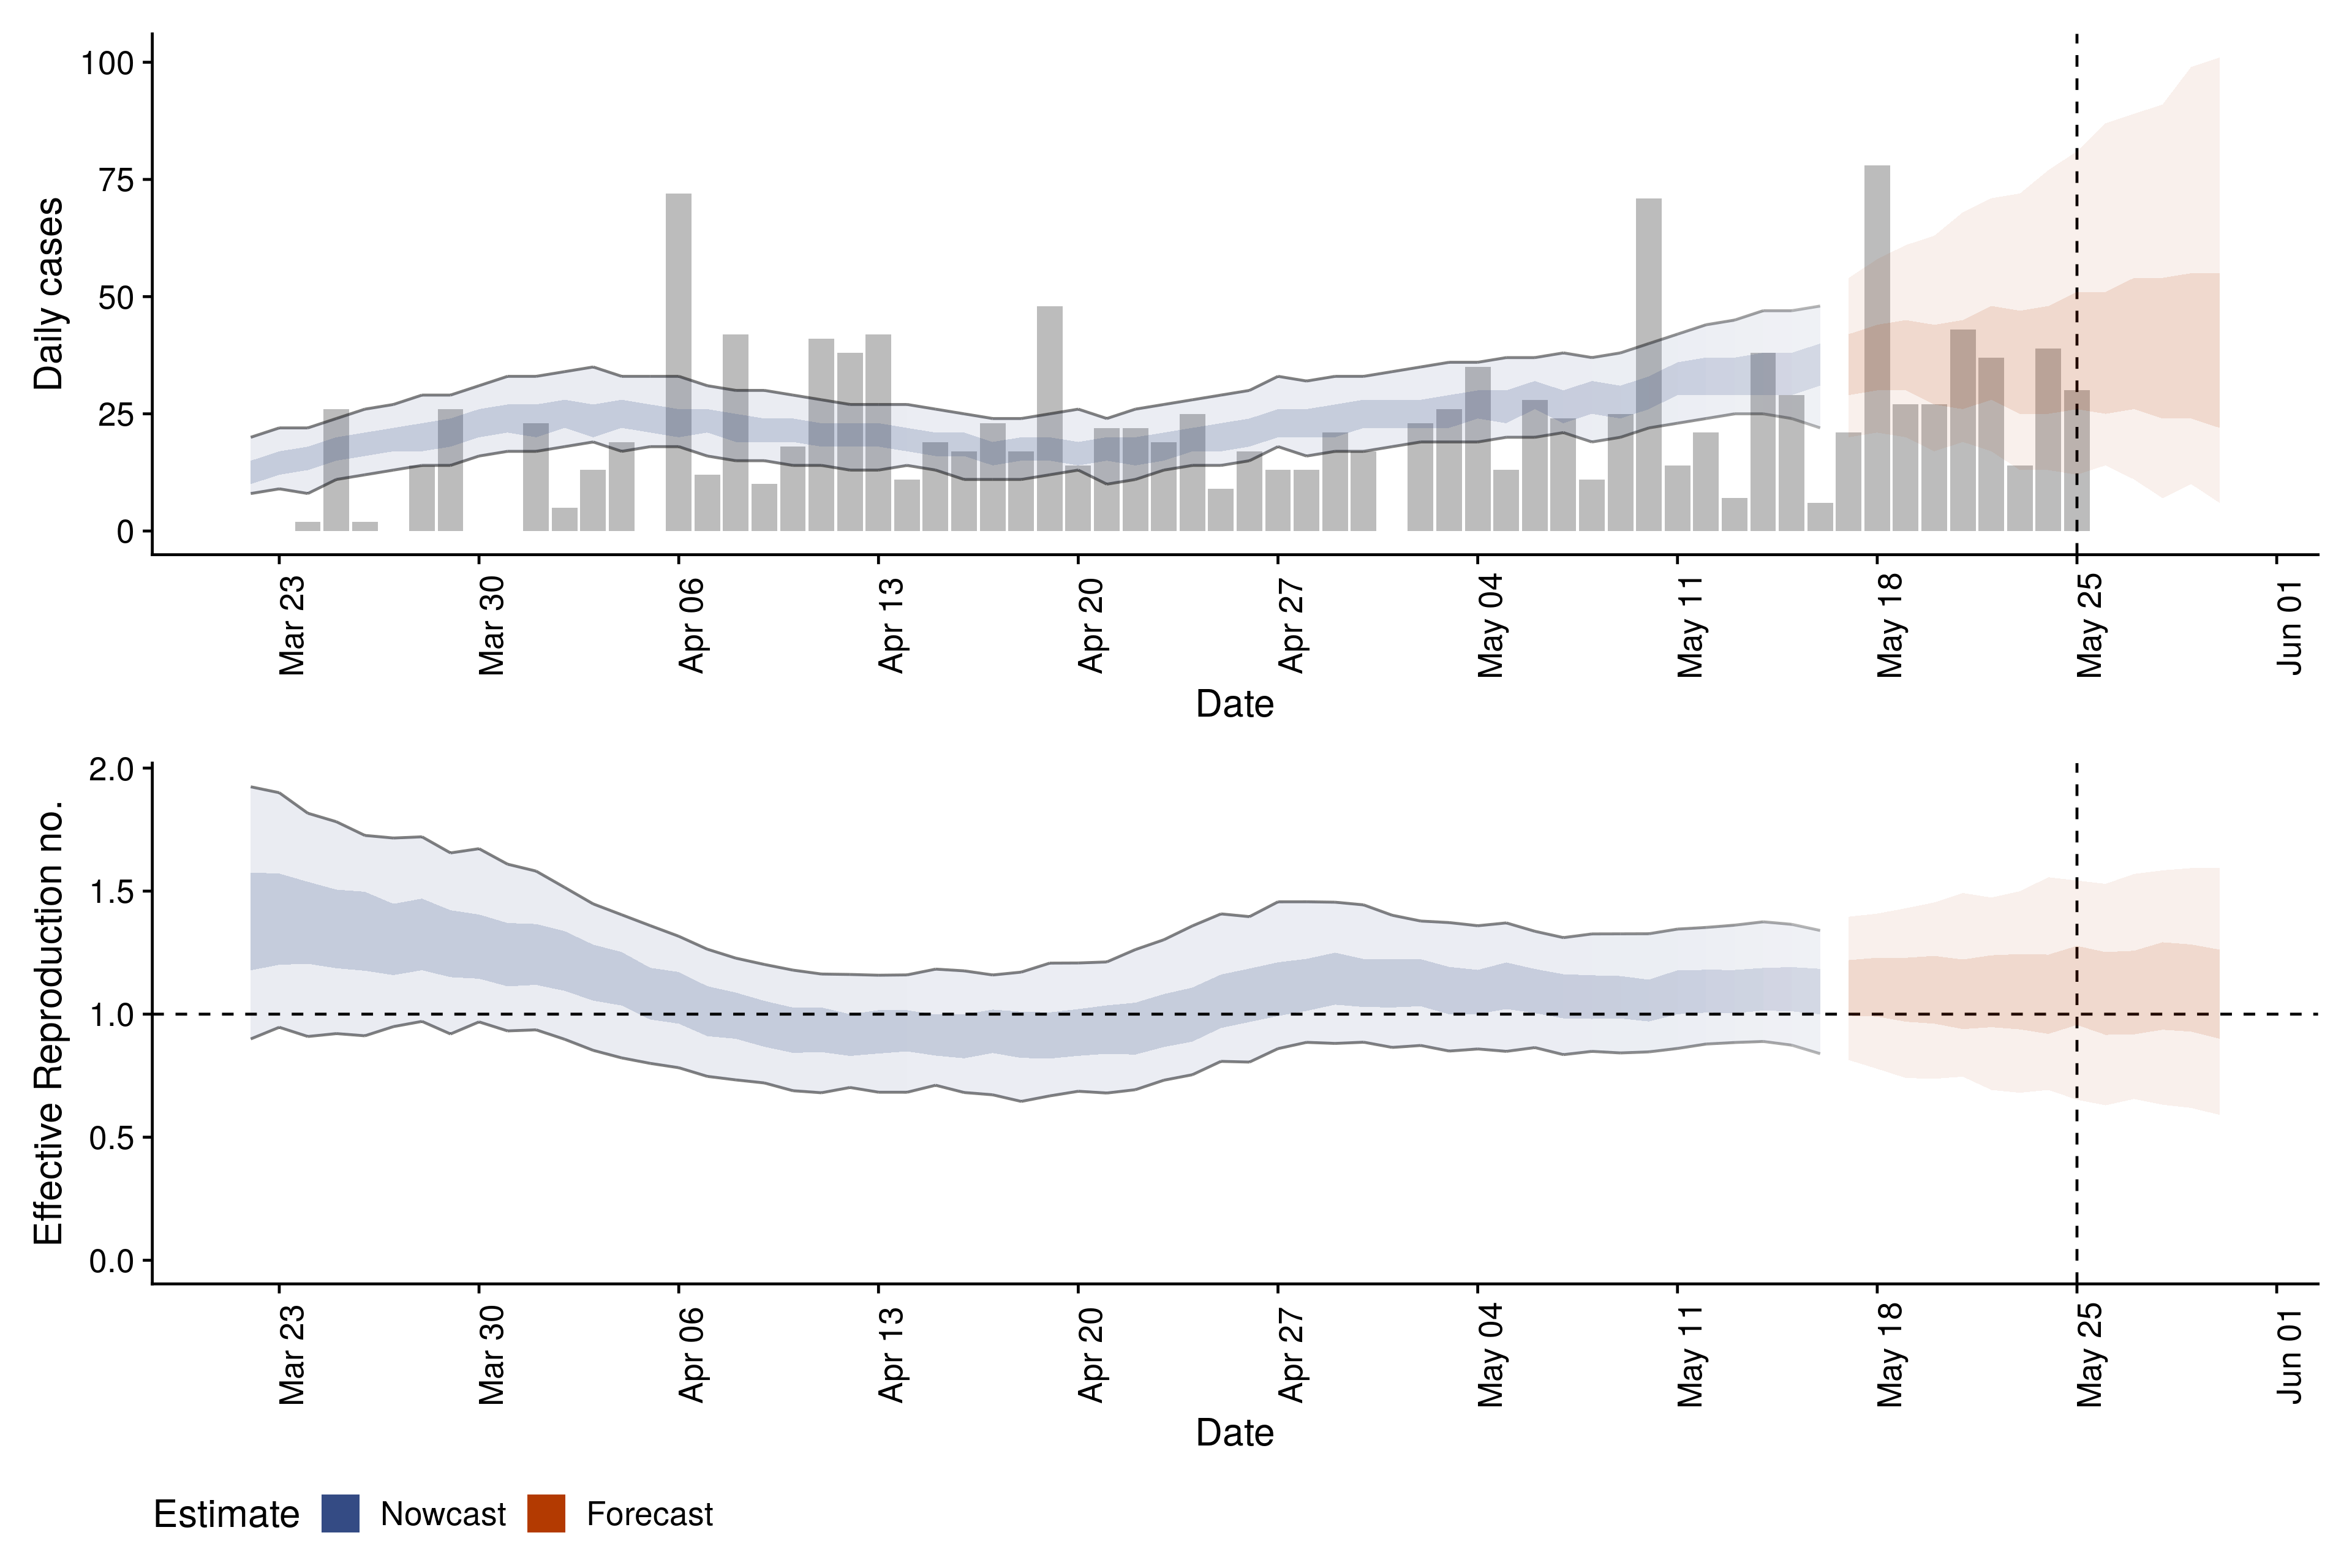 Daily cases
100
75
50
25
0
Mar 23
Mar 30
Apr 06
Apr 13
Apr 20
Apr 27
May 04
May 11
May 18
May 25
Jun 01
Date
Effective Reproduction no.
2.0
1.5
1.0
0.5
0.0
Mar 23
Mar 30
Apr 06
Apr 13
Apr 20
Apr 27
May 04
May 11
May 18
May 25
Jun 01
Date
Estimate Nowcast Forecast